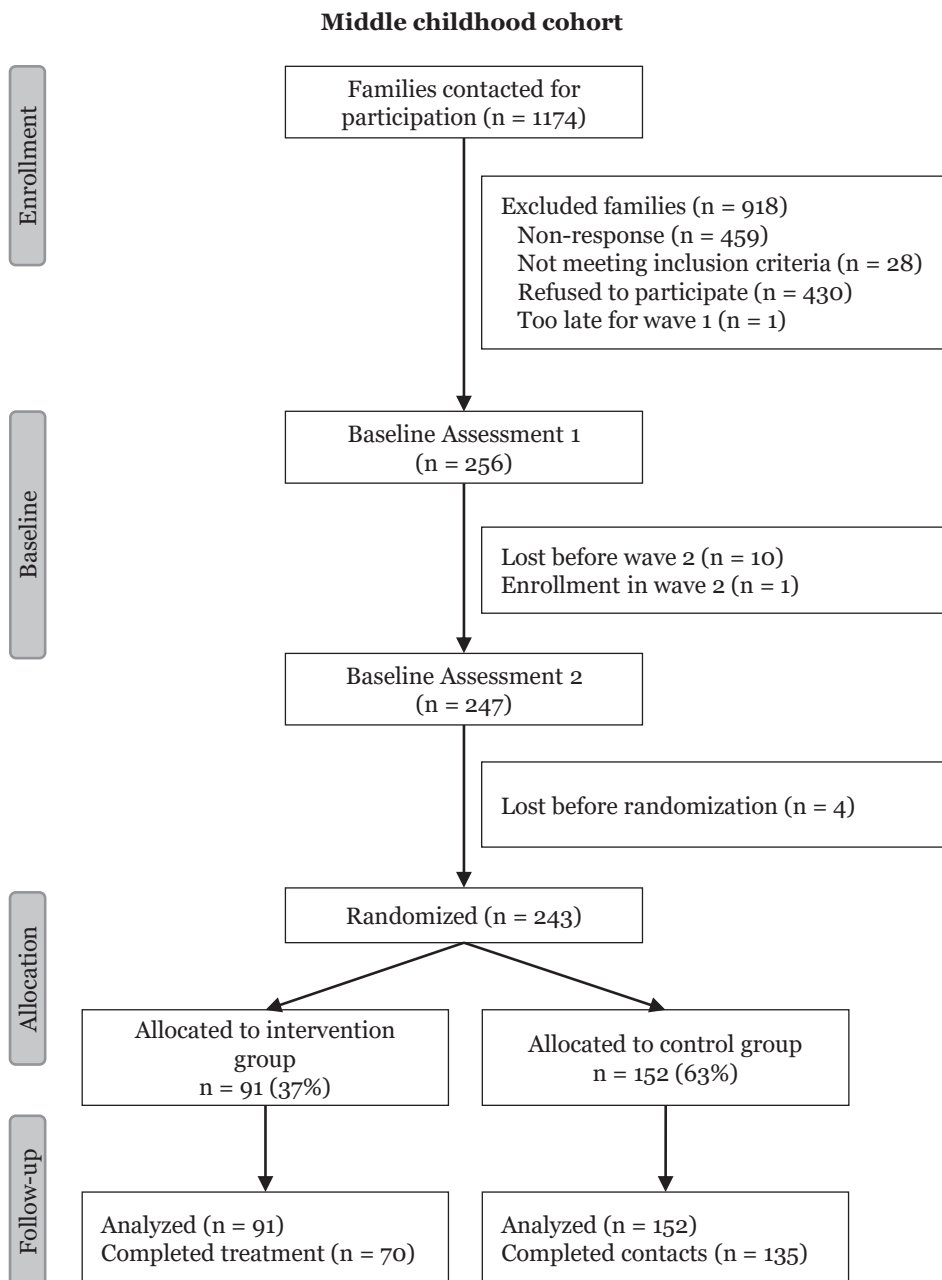 Middle childhood cohort
Enrollment
Families contacted for
participation (n = 1174)
Excluded families (n = 918)
Non-response (n = 459)
Not meeting inclusion criteria (n = 28)
Refused to participate (n = 430)
Too late for wave 1 (n = 1)
Baseline
Baseline Assessment 1
(n = 256)
Lost before wave 2 (n = 10)
Enrollment in wave 2 (n = 1)
Baseline Assessment 2
(n = 247)
Lost before randomization (n = 4)
Allocation
Randomized (n = 243)
Allocated to intervention
group
n = 91 (37%)
Allocated to control group
n = 152 (63%)
Follow-up
Analyzed (n = 91)
Completed treatment (n = 70)
Analyzed (n = 152)
Completed contacts (n = 135)